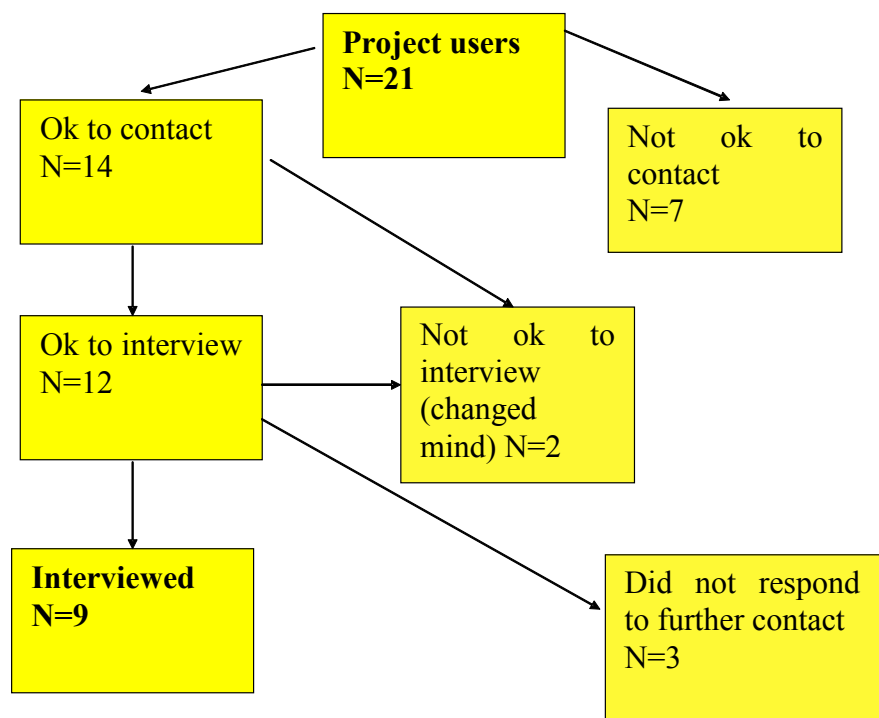 Project users
N=21
Ok to contact
N=14
Not ok to
contact
N=7
Ok to interview
N=12
Not ok to
interview
(changed
mind) N=2
Interviewed
N=9
Did not respond
to further contact
N=3